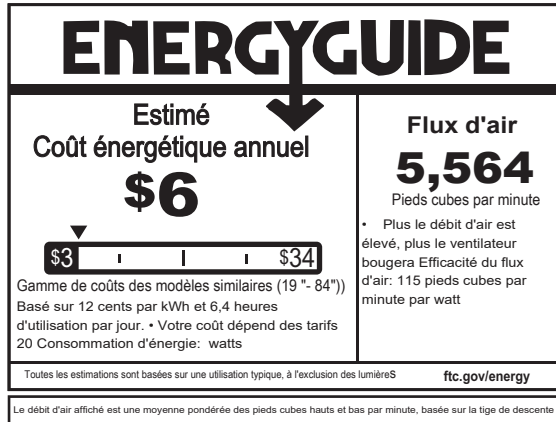 ENERGYGUIDE
Estimé
Coût énergétique annuel
$6
$3
$34
Gamme de coûts des modèles similaires (19 "- 84"))
Basé sur 12 cents par kWh et 6,4 heures
d'utilisation par jour. • Votre coût dépend des tarifs
20 Consommation d'énergie: watts
Flux d'air
5,564
Pieds cubes par minute
• Plus le débit d'air est
élevé, plus le ventilateur
bougera Efficacité du flux
d'air: 115 pieds cubes par
minute par watt
Toutes les estimations sont basées sur une utilisation typique, à l'exclusion des lumièreS
ftc.gov/energy
Le débit d'air affiché est une moyenne pondérée des pieds cubes hauts et bas par minute, basée sur la tige de descente